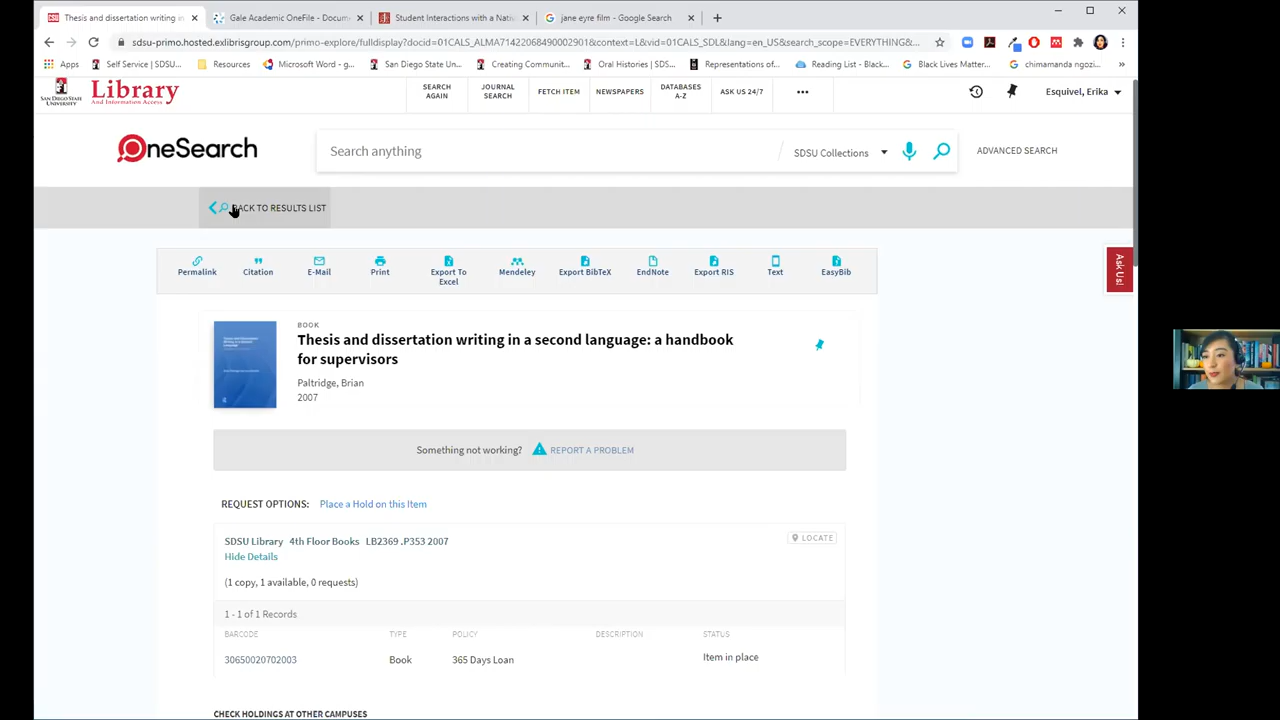 Thesis and dissertation writing in
Gale Academic OneFile - Docum
Student Interactions with a Nati
jane eyre film - Google Search
sdsu-primo.hosted.exlibrisgroup.com/primo-explore/fulldisplay?docid=01CALS_ALMA71422068490002901&context=L&vid=01CALS_SDL&lang=en_US&search_scope=EVERYTHING&...
Apps
Self Service | SDSU...
Resources
Microsoft Word - g...
San Diego State Un...
Creating Communit...
Oral Histories | SDS...
Representations of...
Reading List - Black...
Black Lives Matter...
chimamanda ngozi...
SAN DIEGO STATE UNIVERSITY
Library
And Information Access
SEARCH AGAIN
JOURNAL SEARCH
FETCH ITEM
NEWSPAPERS
DATABASES A-Z
ASK US 24/7
Esquivel, Erika
OneSearch
Search anything
SDSU Collections
ADVANCED SEARCH
BACK TO RESULTS LIST
Ask Us!
Permalink
Citation
E-Mail
Print
Export To Excel
Mendeley
Export BibTeX
EndNote
Export RIS
Text
EasyBib
BOOK
Thesis and dissertation writing in a second language: a handbook
for supervisors
Paltridge, Brian
2007
Something not working? REPORT A PROBLEM
REQUEST OPTIONS: Place a Hold on this Item
SDSU Library 4th Floor Books LB2369 .P353 2007
LOCATE
Hide Details
(1 copy, 1 available, 0 requests)
1 - 1 of 1 Records
BARCODE TYPE POLICY DESCRIPTION STATUS
30650020702003 Book 365 Days Loan Item in place
CHECK HOLDINGS AT OTHER CAMPUSES